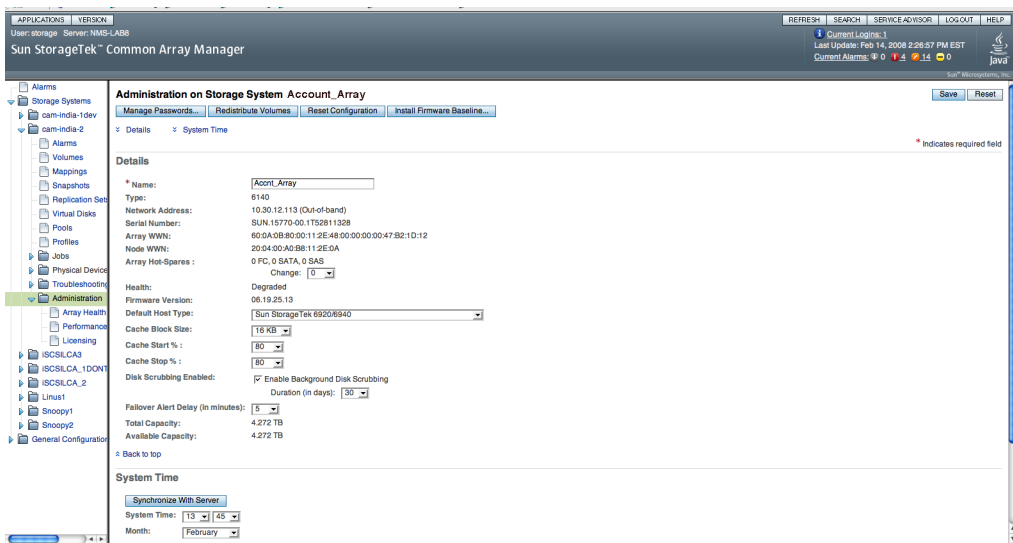 APPLICATIONS VERSION
REFRESH SEARCH SERVICE ADVISOR LOG OUT HELP
User: storage Server: NMS-LAB8
Current Logins: 1
Sun StorageTek™ Common Array Manager
Last Update: Feb 14, 2008 2:26:57 PM EST
Current Alarms: 0 4 14 0
Java
Sun™ Microsystems, Inc.
Alarms
Storage Systems
cam-india-1dev
cam-india-2
Alarms
Volumes
Mappings
Snapshots
Replication Sets
Virtual Disks
Pools
Profiles
Jobs
Physical Device
Troubleshooting
Administration
Array Health
Performance
Licensing
iSCSILCA3
iSCSILCA_1DONT
iSCSILCA_2
Linus1
Snoopy1
Snoopy2
General Configuration
Administration on Storage System Account_Array
Save Reset
Manage Passwords... Redistribute Volumes Reset Configuration Install Firmware Baseline...
Details System Time
* Indicates required field
Details
* Name: Accnt_Array
Type: 6140
Network Address: 10.30.12.113 (Out-of-band)
Serial Number: SUN.15770-00.1T52811328
Array WWN: 60:0A:0B:80:00:11:2E:48:00:00:00:00:47:B2:1D:12
Node WWN: 20:04:00:A0:B8:11:2E:0A
Array Hot-Spares : 0 FC, 0 SATA, 0 SAS
Change: 0
Health: Degraded
Firmware Version: 06.19.25.13
Default Host Type: Sun StorageTek 6920/6940
Cache Block Size: 16 KB
Cache Start % : 80
Cache Stop % : 80
Disk Scrubbing Enabled: Enable Background Disk Scrubbing
Duration (in days): 30
Failover Alert Delay (in minutes): 5
Total Capacity: 4.272 TB
Available Capacity: 4.272 TB
Back to top
System Time
Synchronize With Server
System Time: 13 45
Month: February